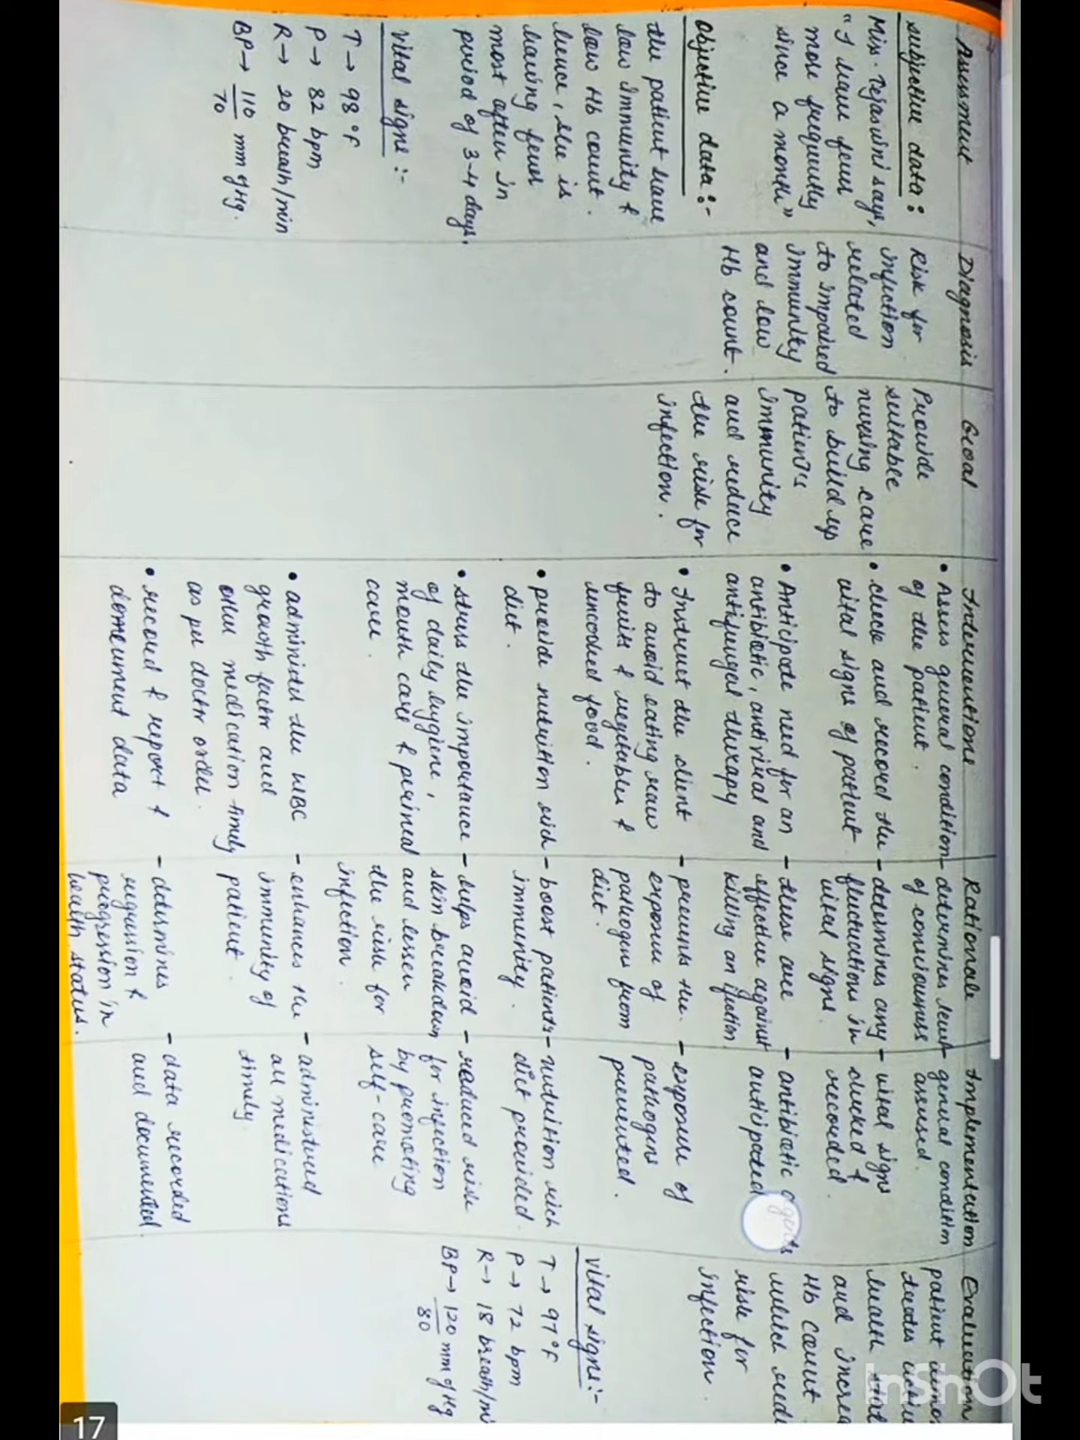 Assessment
subjective data:
Miss. Tejaswini says,
"I have fever
more frequently
since a month"
Objective data:-
the patient have
low immunity &
low Hb count.
hence, she is
having fever
most often in
period of 3-4 days.
Vital signs:-
T → 98°F
P → 82 bpm
R → 20 breath/min
BP → 110
70 mm of Hg.
Diagnosis
Risk for
infection
related
to impaired
immunity
and low
Hb count.
Goal
Provide
suitable
nursing care
to build up
patient's
immunity
and reduce
the risk for
infection.
Interventions
• Assess general condition
of the patient.
• check and record the
vital signs of patient
• Anticipate need for an
antibiotic, antiviral and
antifungal therapy
• Instruct the client
to avoid eating raw
fruits & vegetables &
uncooked food.
• provide nutrition rich
diet.
• stress the importance
of daily hygiene,
mouth care & perineal
care.
• administer the WBC
growth factor and
other medication timely
as per doctor order.
• record & report &
document data
Rationale
- determines level
of consciousness
- determines any
fluctuations in
vital signs.
- these are
effective against
killing an
- prevents the
exposure of
pathogens from
diet.
- boost patients
immunity.
- helps avoid
skin breakdown
and lessen
the risk for
infection.
- enhances the
immunity of
patient.
- determines
regression &
progression in
health status.
Implementation
- general condition
assessed.
- vital signs
checked &
recorded.
- antibiotic
anticipated
- exposure of
pathogens
prevented.
- nutrition rich
diet provided.
- reduced risk
for infection
by promoting
self-care
- administered
all medications
timely.
- data recorded
and documented.
Evaluation
patient
health
and
Hb count
which
risk for
infection.
Vital signs:-
T → 97°F
P → 72 bpm
R → 18 breath/mi
BP → 120
80 mm of Hg
InShot
17